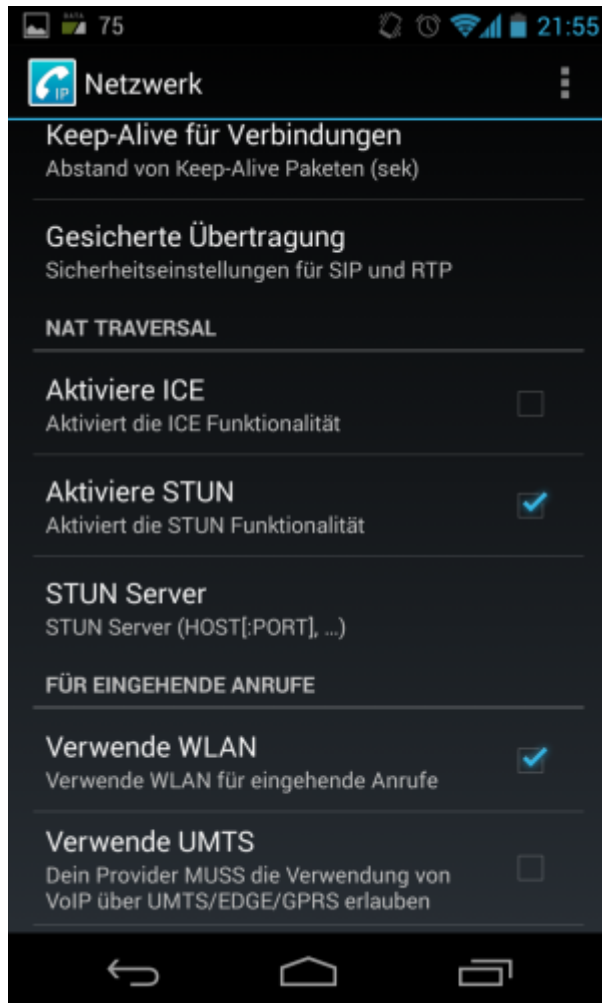 DATA 75 21:55
IP Netzwerk
Keep-Alive für Verbindungen
Abstand von Keep-Alive Paketen (sek)
Gesicherte Übertragung
Sicherheitseinstellungen für SIP und RTP
NAT TRAVERSAL
Aktiviere ICE
Aktiviert die ICE Funktionalität
Aktiviere STUN
Aktiviert die STUN Funktionalität
STUN Server
STUN Server (HOST[:PORT], ...)
FÜR EINGEHENDE ANRUFE
Verwende WLAN
Verwende WLAN für eingehende Anrufe
Verwende UMTS
Dein Provider MUSS die Verwendung von
VoIP über UMTS/EDGE/GPRS erlauben